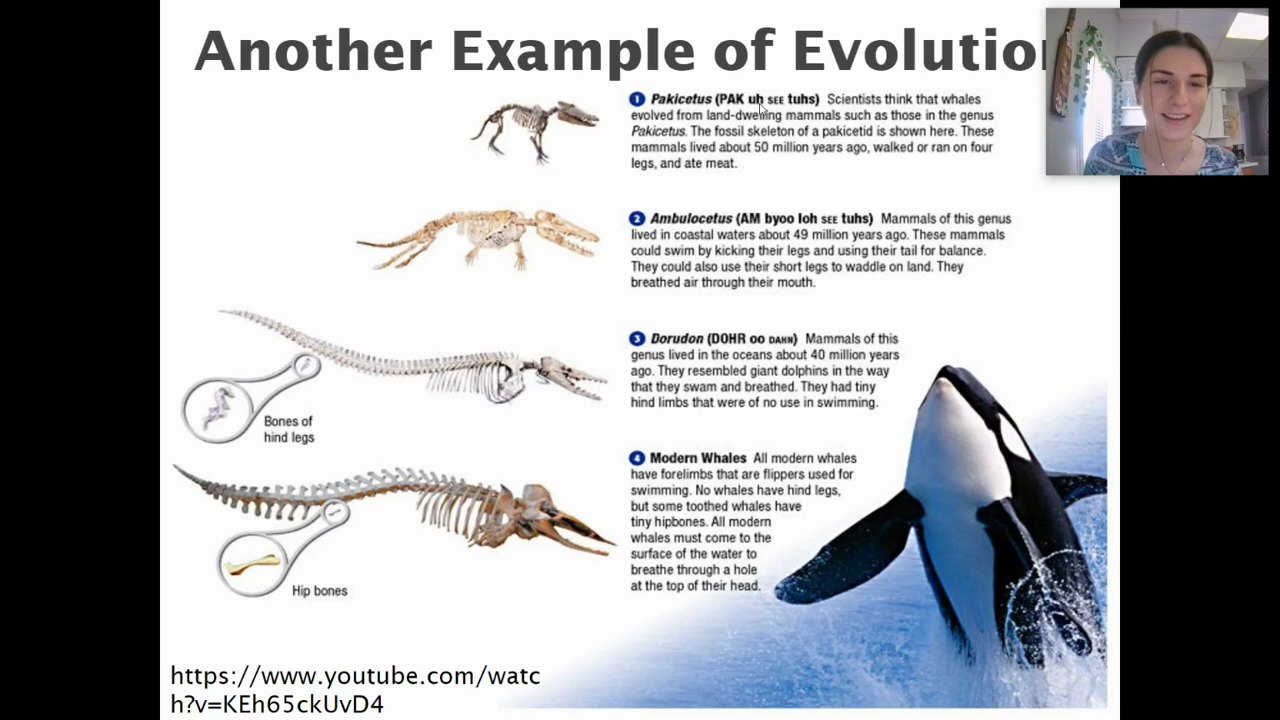 Another Example of Evolution
1 Pakicetus (PAK uh SEE tuhs) Scientists think that whales
evolved from land-dwelling mammals such as those in the genus
Pakicetus. The fossil skeleton of a pakicetid is shown here. These
mammals lived about 50 million years ago, walked or ran on four
legs, and ate meat.
2 Ambulocetus (AM byoo loh SEE tuhs) Mammals of this genus
lived in coastal waters about 49 million years ago. These mammals
could swim by kicking their legs and using their tail for balance.
They could also use their short legs to waddle on land. They
breathed air through their mouth.
3 Dorudon (DOHR oo DAHN) Mammals of this
genus lived in the oceans about 40 million years
ago. They resembled giant dolphins in the way
that they swam and breathed. They had tiny
hind limbs that were of no use in swimming.
Bones of
hind legs
4 Modern Whales All modern whales
have forelimbs that are flippers used for
swimming. No whales have hind legs,
but some toothed whales have
tiny hipbones. All modern
whales must come to the
surface of the water to
breathe through a hole
at the top of their head.
Hip bones
https://www.youtube.com/watc
h?v=KEh65ckUvD4